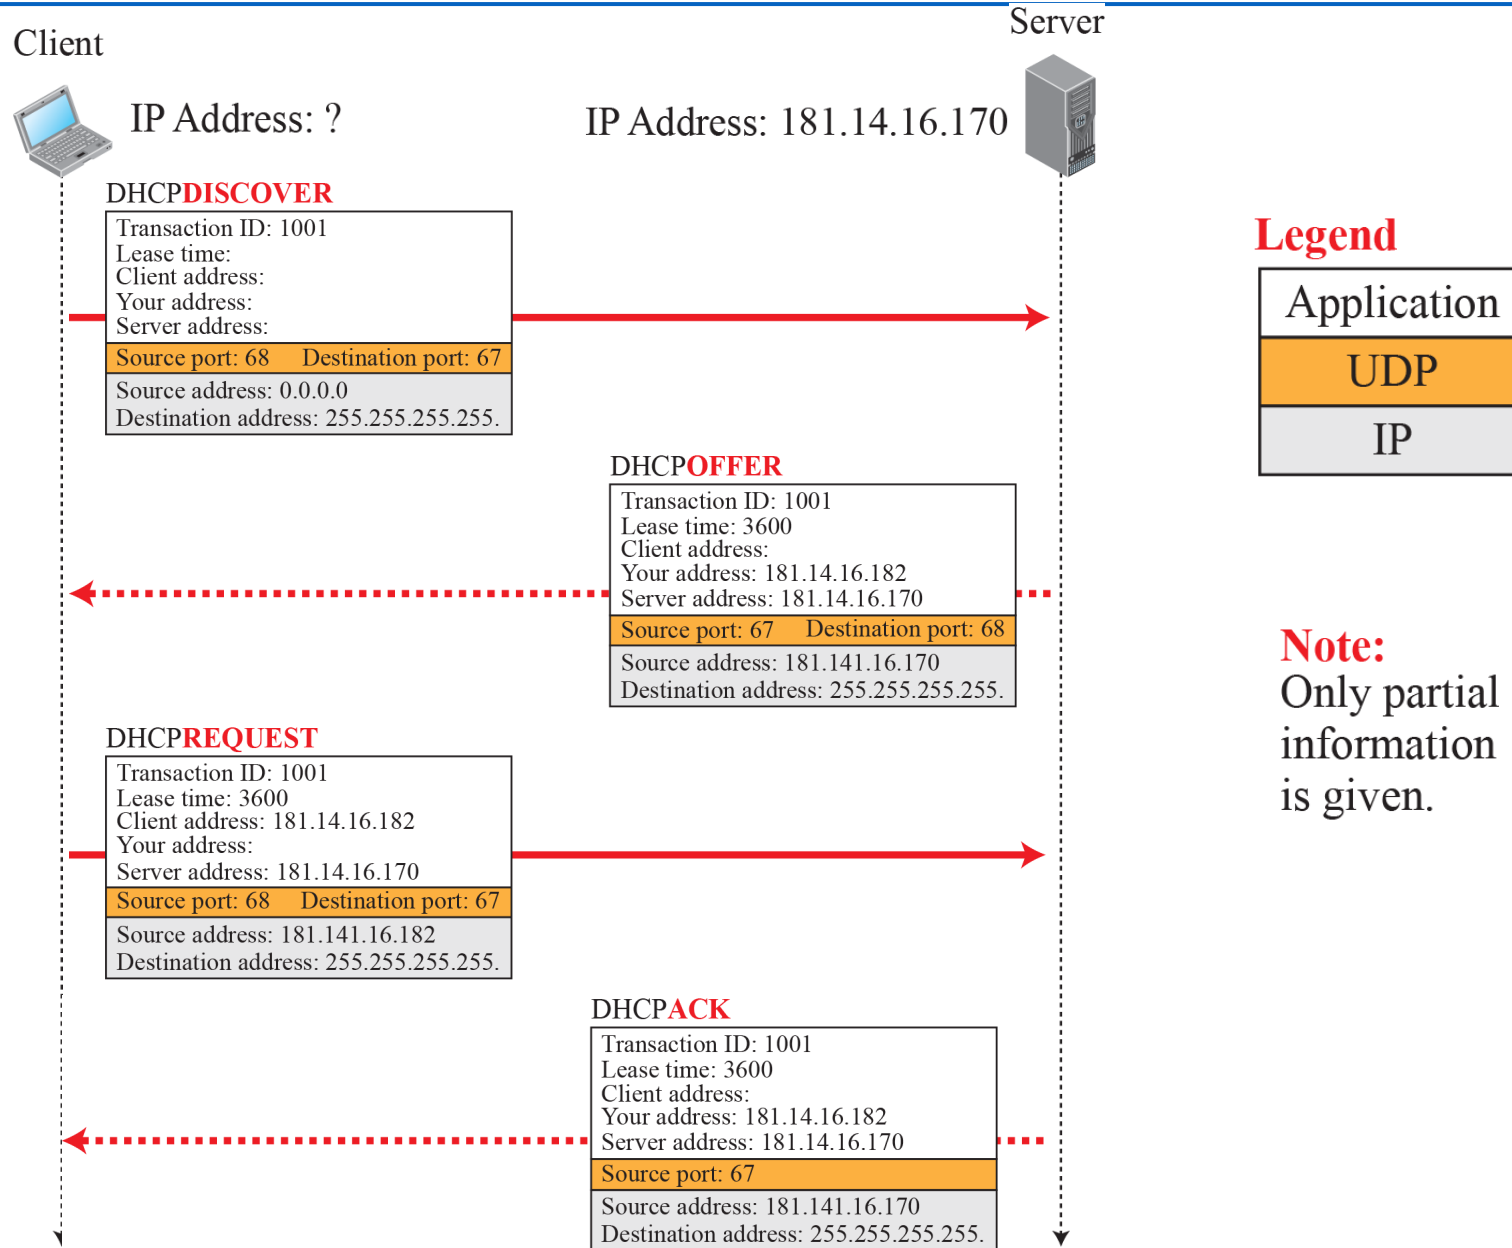 Client
Server
IP Address: ?
IP Address: 181.14.16.170
DHCPDISCOVER
Transaction ID: 1001
Lease time:
Client address:
Your address:
Server address:
Source port: 68 Destination port: 67
Source address: 0.0.0.0
Destination address: 255.255.255.255.
Legend
Application
UDP
IP
DHCPOFFER
Transaction ID: 1001
Lease time: 3600
Client address:
Your address: 181.14.16.182
Server address: 181.14.16.170
Source port: 67 Destination port: 68
Source address: 181.141.16.170
Destination address: 255.255.255.255.
Note:
Only partial
information
is given.
DHCPREQUEST
Transaction ID: 1001
Lease time: 3600
Client address: 181.14.16.182
Your address:
Server address: 181.14.16.170
Source port: 68 Destination port: 67
Source address: 181.141.16.182
Destination address: 255.255.255.255.
DHCPACK
Transaction ID: 1001
Lease time: 3600
Client address:
Your address: 181.14.16.182
Server address: 181.14.16.170
Source port: 67
Source address: 181.141.16.170
Destination address: 255.255.255.255.